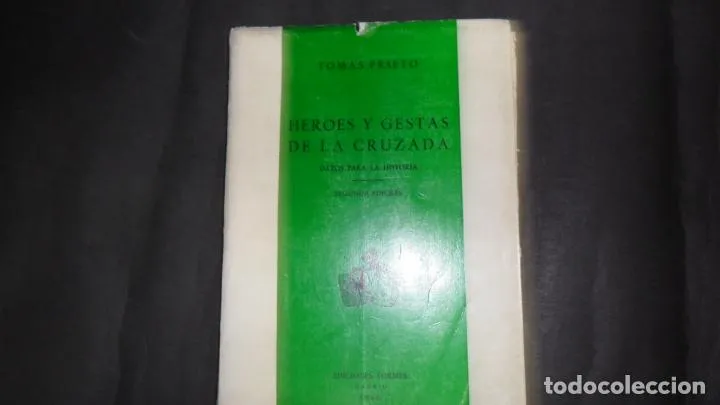 TOMAS PRIETO
HEROES Y GESTAS
DE LA CRUZADA
DATOS PARA LA HISTORIA
SEGUNDA EDICION
EDICIONES TORMES
MADRID
todocoleccion